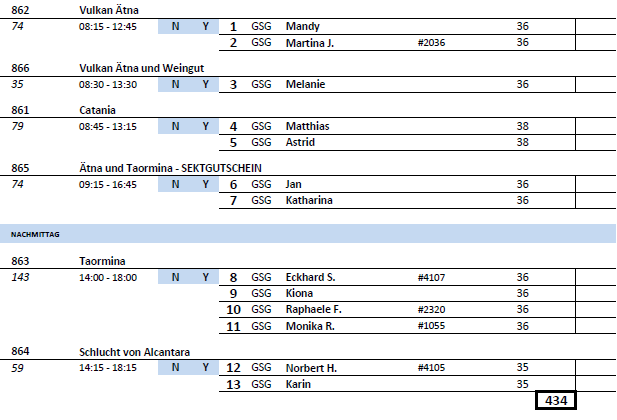 862 Vulkan Ätna
74 08:15 - 12:45 N Y 1 GSG Mandy 36
2 GSG Martina J. #2036 36
866 Vulkan Ätna und Weingut
35 08:30 - 13:30 N Y 3 GSG Melanie 36
861 Catania
79 08:45 - 13:15 N Y 4 GSG Matthias 38
5 GSG Astrid 38
865 Ätna und Taormina - SEKTGUTSCHEIN
74 09:15 - 16:45 N Y 6 GSG Jan 36
7 GSG Katharina 36
NACHMITTAG
863 Taormina
143 14:00 - 18:00 N Y 8 GSG Eckhard S. #4107 36
9 GSG Kiona 36
10 GSG Raphaele F. #2320 36
11 GSG Monika R. #1055 36
864 Schlucht von Alcantara
59 14:15 - 18:15 N Y 12 GSG Norbert H. #4105 35
13 GSG Karin 35
434